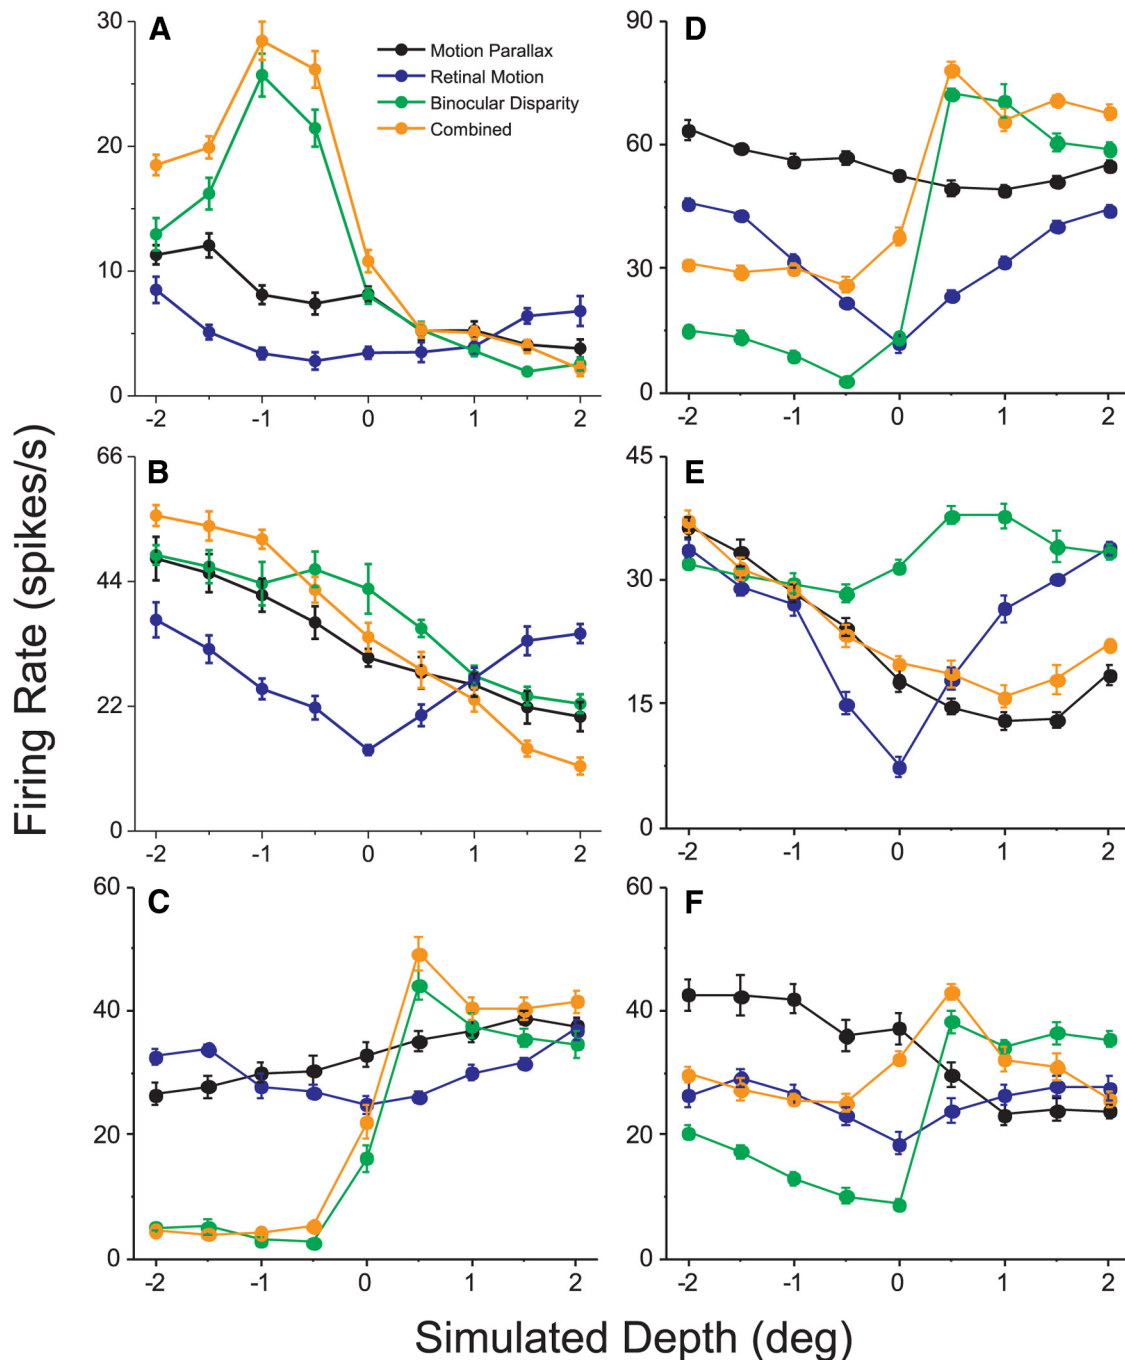 Firing Rate (spikes/s)
A
Motion Parallax
Retinal Motion
Binocular Disparity
Combined
30
20
10
0
-2 -1 0 1 2
B
66
44
22
0
-2 -1 0 1 2
C
60
40
20
0
-2 -1 0 1 2
D
90
60
30
0
-2 -1 0 1 2
E
45
30
15
0
-2 -1 0 1 2
F
60
40
20
0
-2 -1 0 1 2
Simulated Depth (deg)